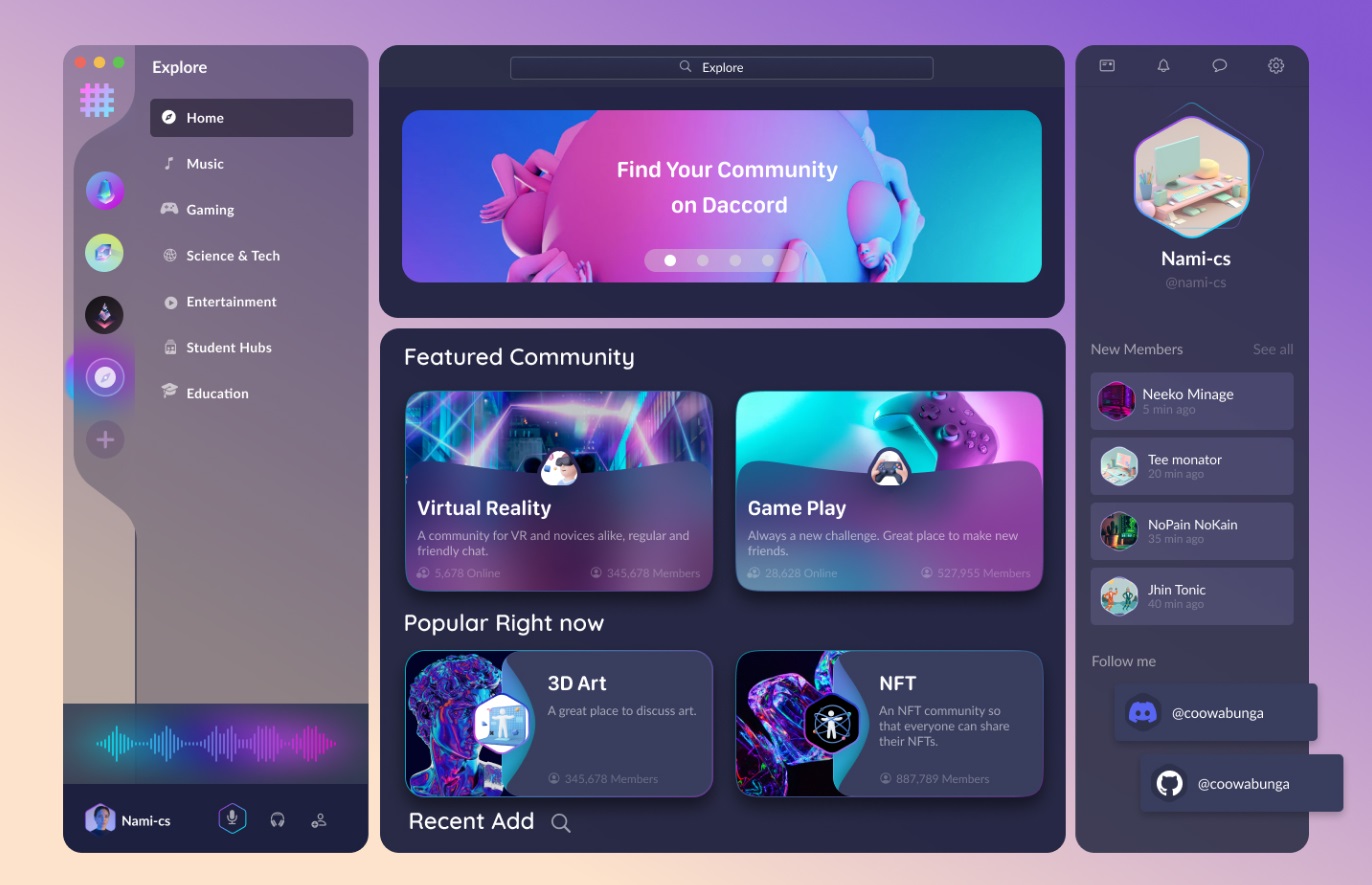 Explore
Home
Music
Gaming
Science & Tech
Entertainment
Student Hubs
Education
Nami-cs
Explore
Find Your Community
on Daccord
Featured Community
Virtual Reality
A community for VR and novices alike, regular and
friendly chat.
5,678 Online
345,678 Members
Game Play
Always a new challenge. Great place to make new
friends.
28,628 Online
527,955 Members
Popular Right now
3D Art
A great place to discuss art.
345,678 Members
NFT
An NFT community so
that everyone can share
their NFTs.
887,789 Members
Recent Add
Nami-cs
@nami-cs
New Members
See all
Neeko Minage
5 min ago
Tee monator
20 min ago
NoPain NoKain
35 min ago
Jhin Tonic
40 min ago
Follow me
@coowabunga
@coowabunga